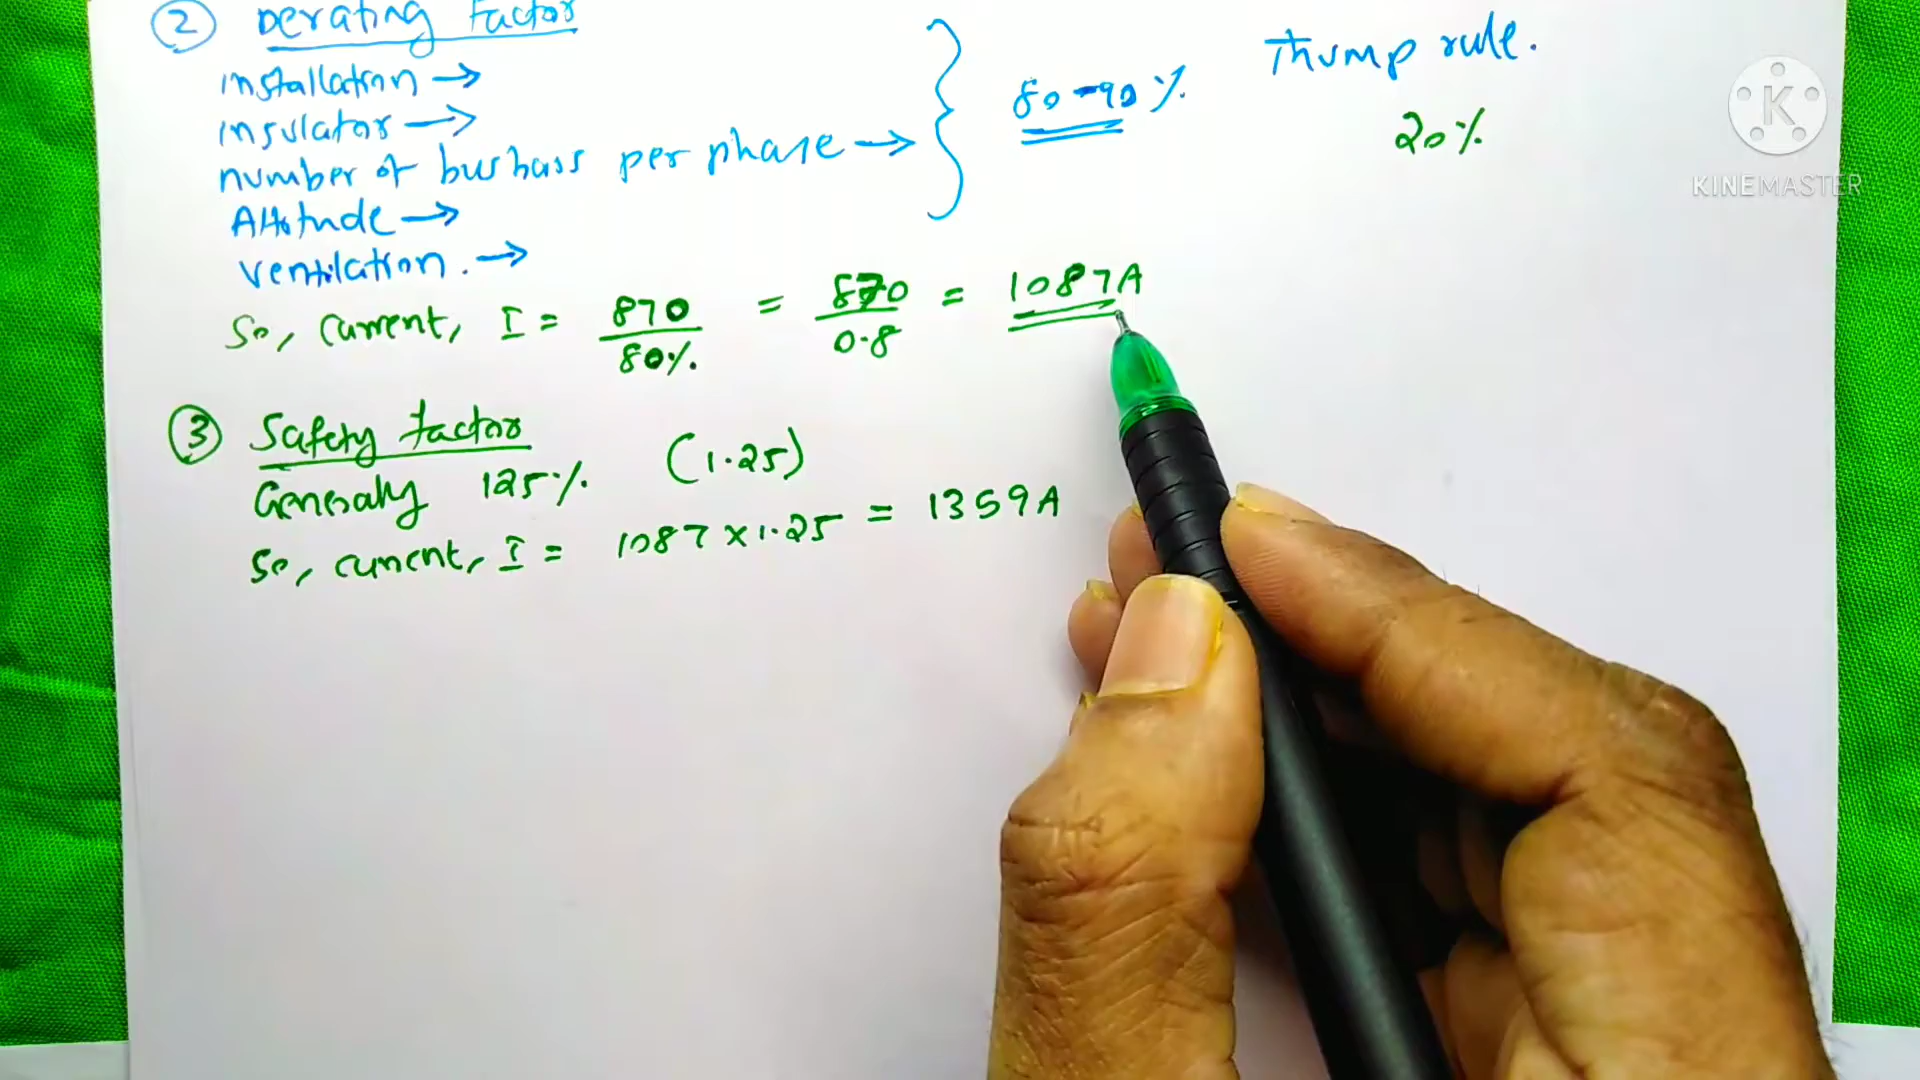 ② Derating Factor
installation →
insulator →
number of busbars per phase →
Altitude →
ventilation. →
80-90%
Thump rule.
20%
So, current, I = 870/80% = 870/0.8 = 1087A
③ Safety factor
Generally 125% (1.25)
So, current, I = 1087 x 1.25 = 1359A
K
KINEMASTER